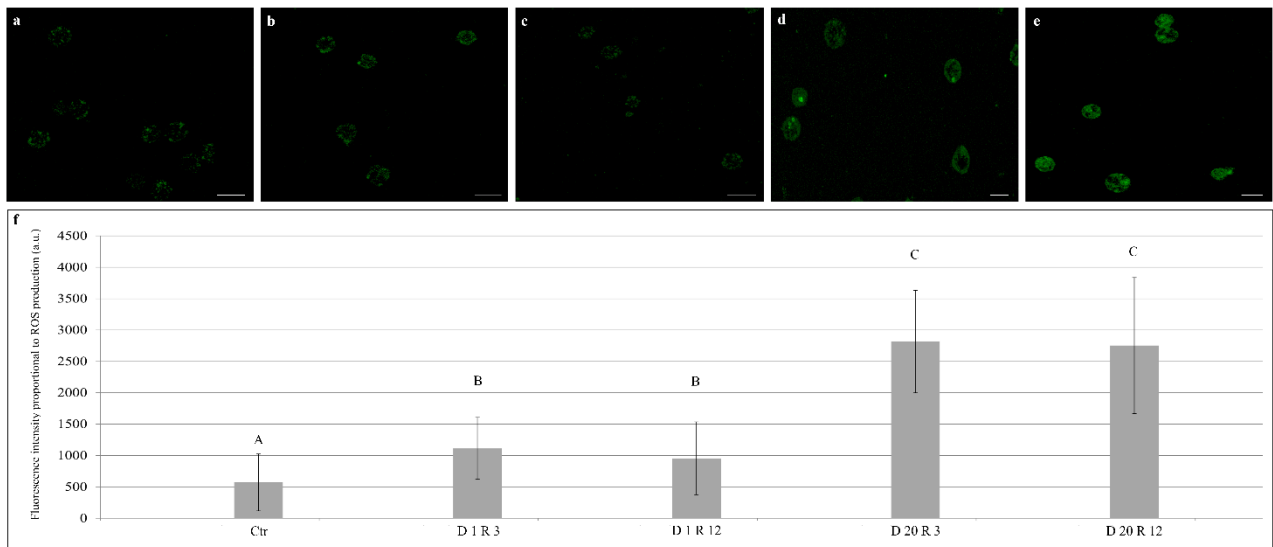 a
b
c
d
e
f
Fluorescence intensity proportional to ROS production (a.u.)
4500
4000
3500
3000
2500
2000
1500
1000
500
0
A
B
B
C
C
Ctr
D 1 R 3
D 1 R 12
D 20 R 3
D 20 R 12